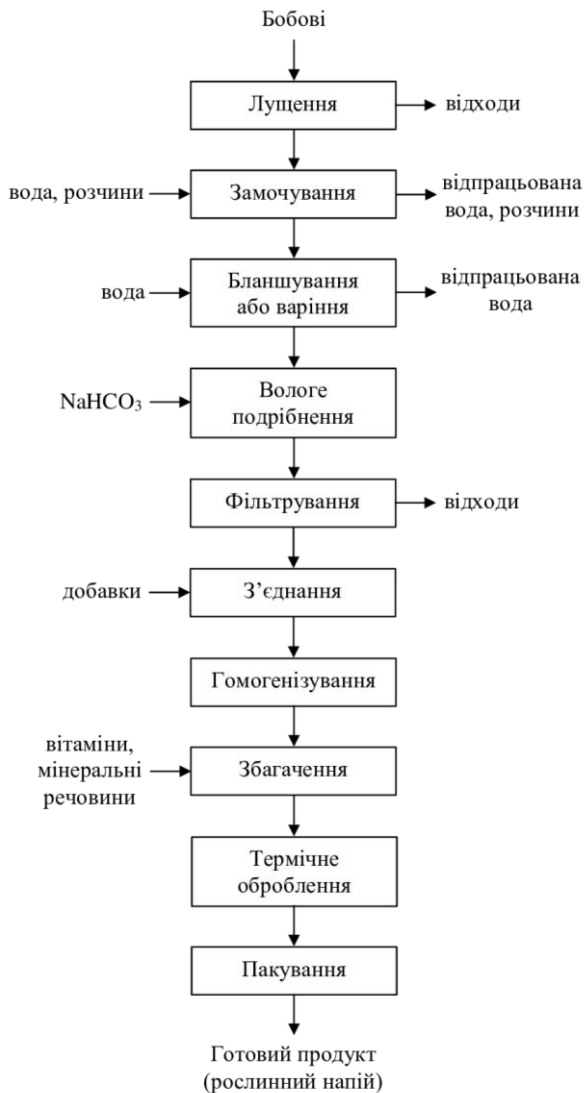 Бобові
Лущення
відходи
вода, розчини
Замочування
відпрацьована
вода, розчини
вода
Бланшування
або варіння
відпрацьована
вода
NaHCO₃
Вологе
подрібнення
Фільтрування
відходи
добавки
З’єднання
Гомогенізування
вітаміни,
мінеральні
речовини
Збагачення
Термічне
оброблення
Пакування
Готовий продукт
(рослинний напій)